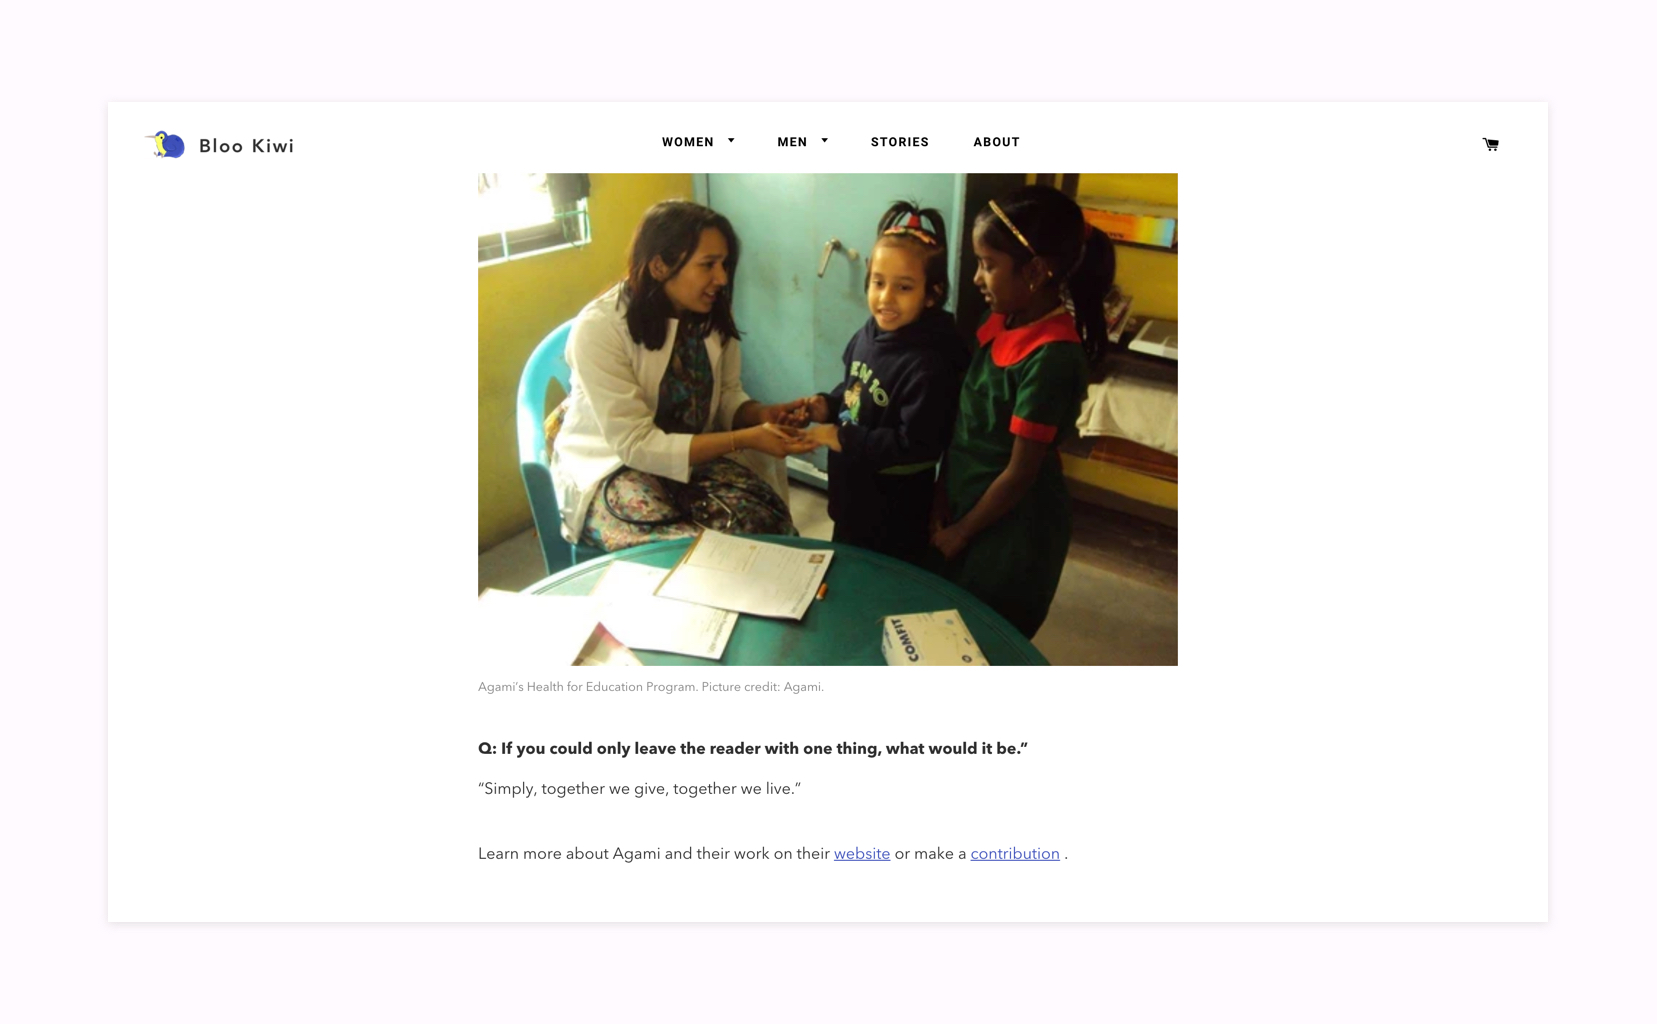 Bloo Kiwi
WOMEN
MEN
STORIES
ABOUT
EN 10
COMFIT
Agami’s Health for Education Program. Picture credit: Agami.
Q: If you could only leave the reader with one thing, what would it be.”
“Simply, together we give, together we live.”
Learn more about Agami and their work on their website or make a contribution .